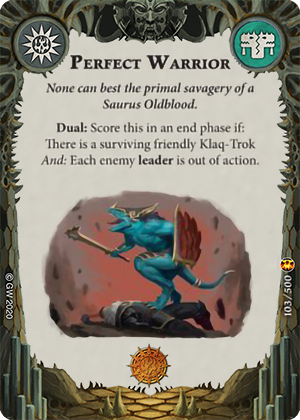 PERFECT WARRIOR
None can best the primal savagery of a
Saurus Oldblood.
Dual: Score this in an end phase if:
There is a surviving friendly Klaq-Trok
And: Each enemy leader is out of action.
© GW 2020
103/500